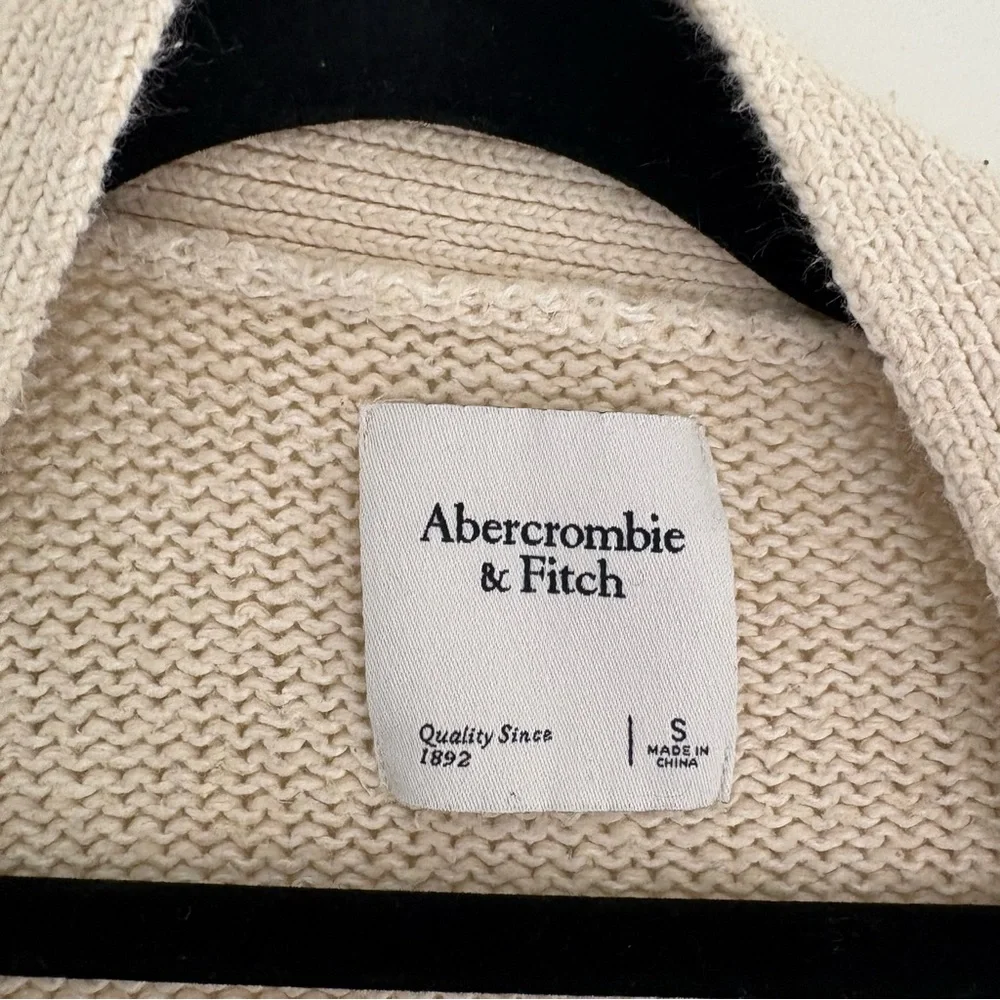 Abercrombie
& Fitch
Quality Since
1892
S
MADE IN
CHINA